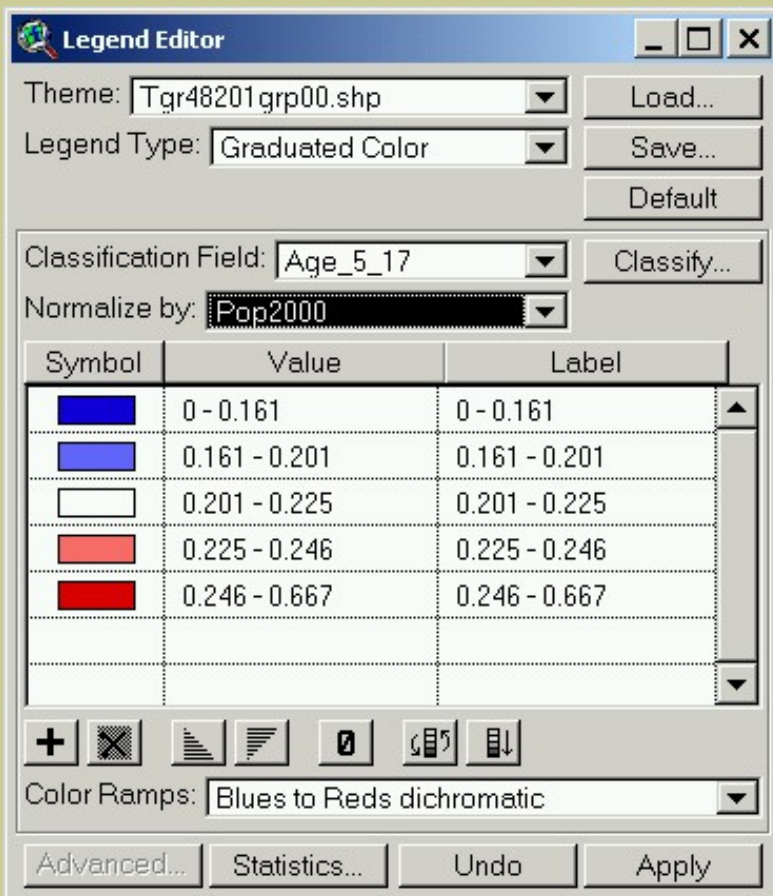 Legend Editor
Theme: Tgr48201grp00.shp Load...
Legend Type: Graduated Color Save...
Default
Classification Field: Age_5_17 Classify...
Normalize by: Pop2000
Symbol Value Label
0 - 0.161 0 - 0.161
0.161 - 0.201 0.161 - 0.201
0.201 - 0.225 0.201 - 0.225
0.225 - 0.246 0.225 - 0.246
0.246 - 0.667 0.246 - 0.667
0
Color Ramps: Blues to Reds dichromatic
Advanced... Statistics... Undo Apply